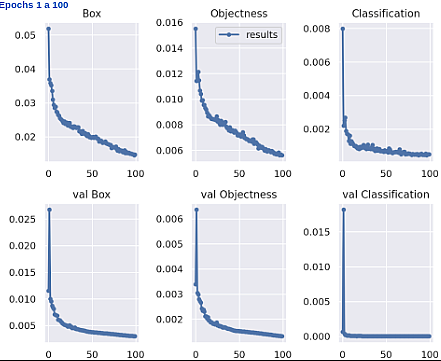 Epochs 1 a 100
Box
Objectness
Classification
0.05
0.04
0.03
0.02
0 50 100
0.016
0.014
0.012
0.010
0.008
0.006
results
0 50 100
0.008
0.006
0.004
0.002
0 50 100
val Box
val Objectness
val Classification
0.025
0.020
0.015
0.010
0.005
0 50 100
0.006
0.005
0.004
0.003
0.002
0 50 100
0.015
0.010
0.005
0.000
0 50 100